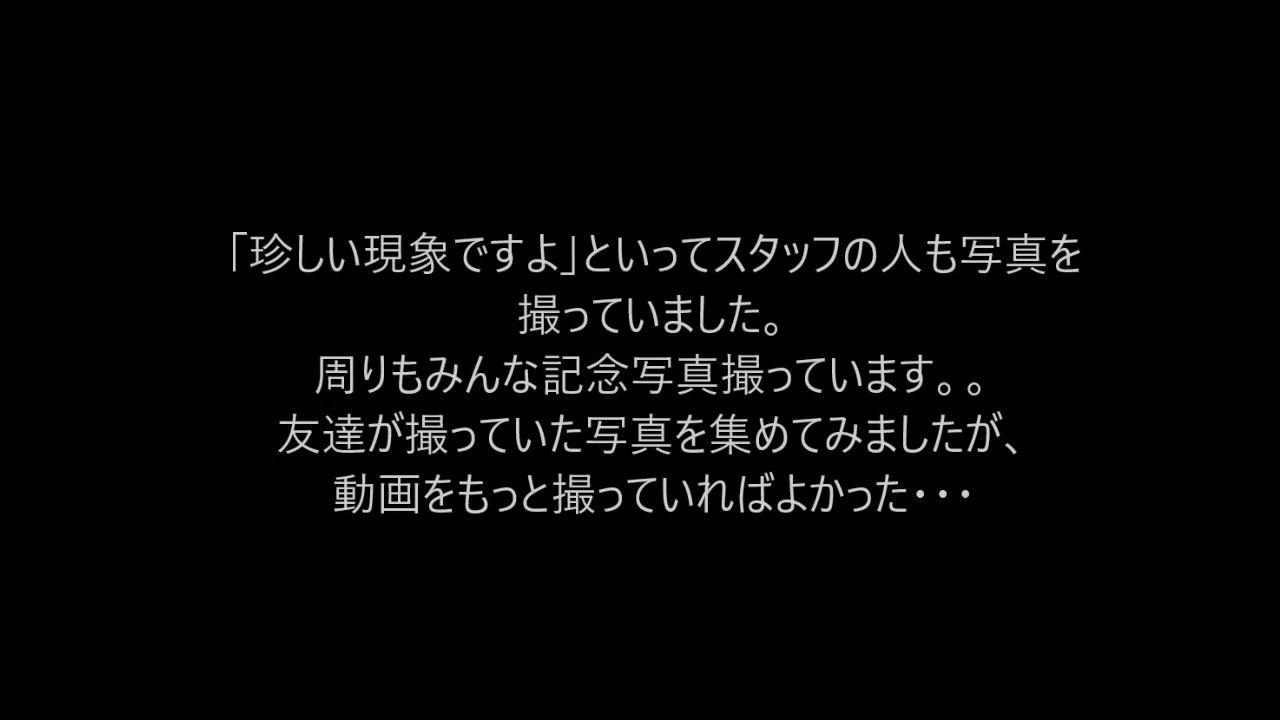 「珍しい現象ですよ」といってスタッフの人も写真を
撮っていました。
周りもみんな記念写真撮っています。。
友達が撮っていた写真を集めてみましたが、
動画をもっと撮っていればよかった・・・